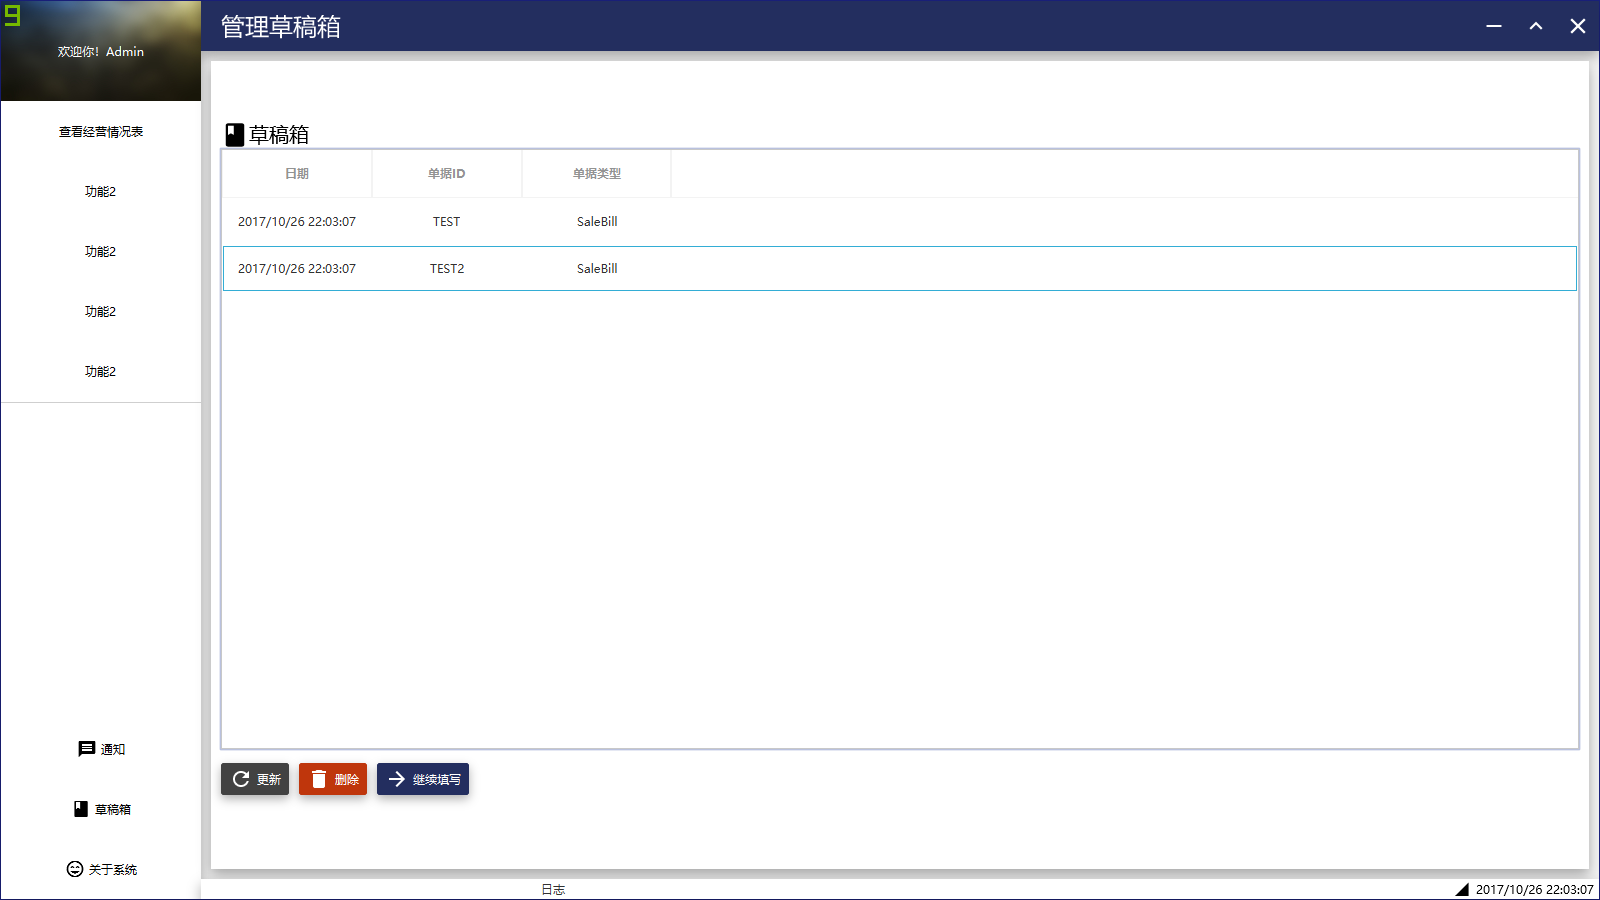 9
欢迎你！Admin
管理草稿箱
查看经营情况表
功能2
功能2
功能2
功能2
草稿箱
日期 单据ID 单据类型
2017/10/26 22:03:07 TEST SaleBill
2017/10/26 22:03:07 TEST2 SaleBill
更新 删除 继续填写
通知
草稿箱
关于系统
日志 2017/10/26 22:03:07